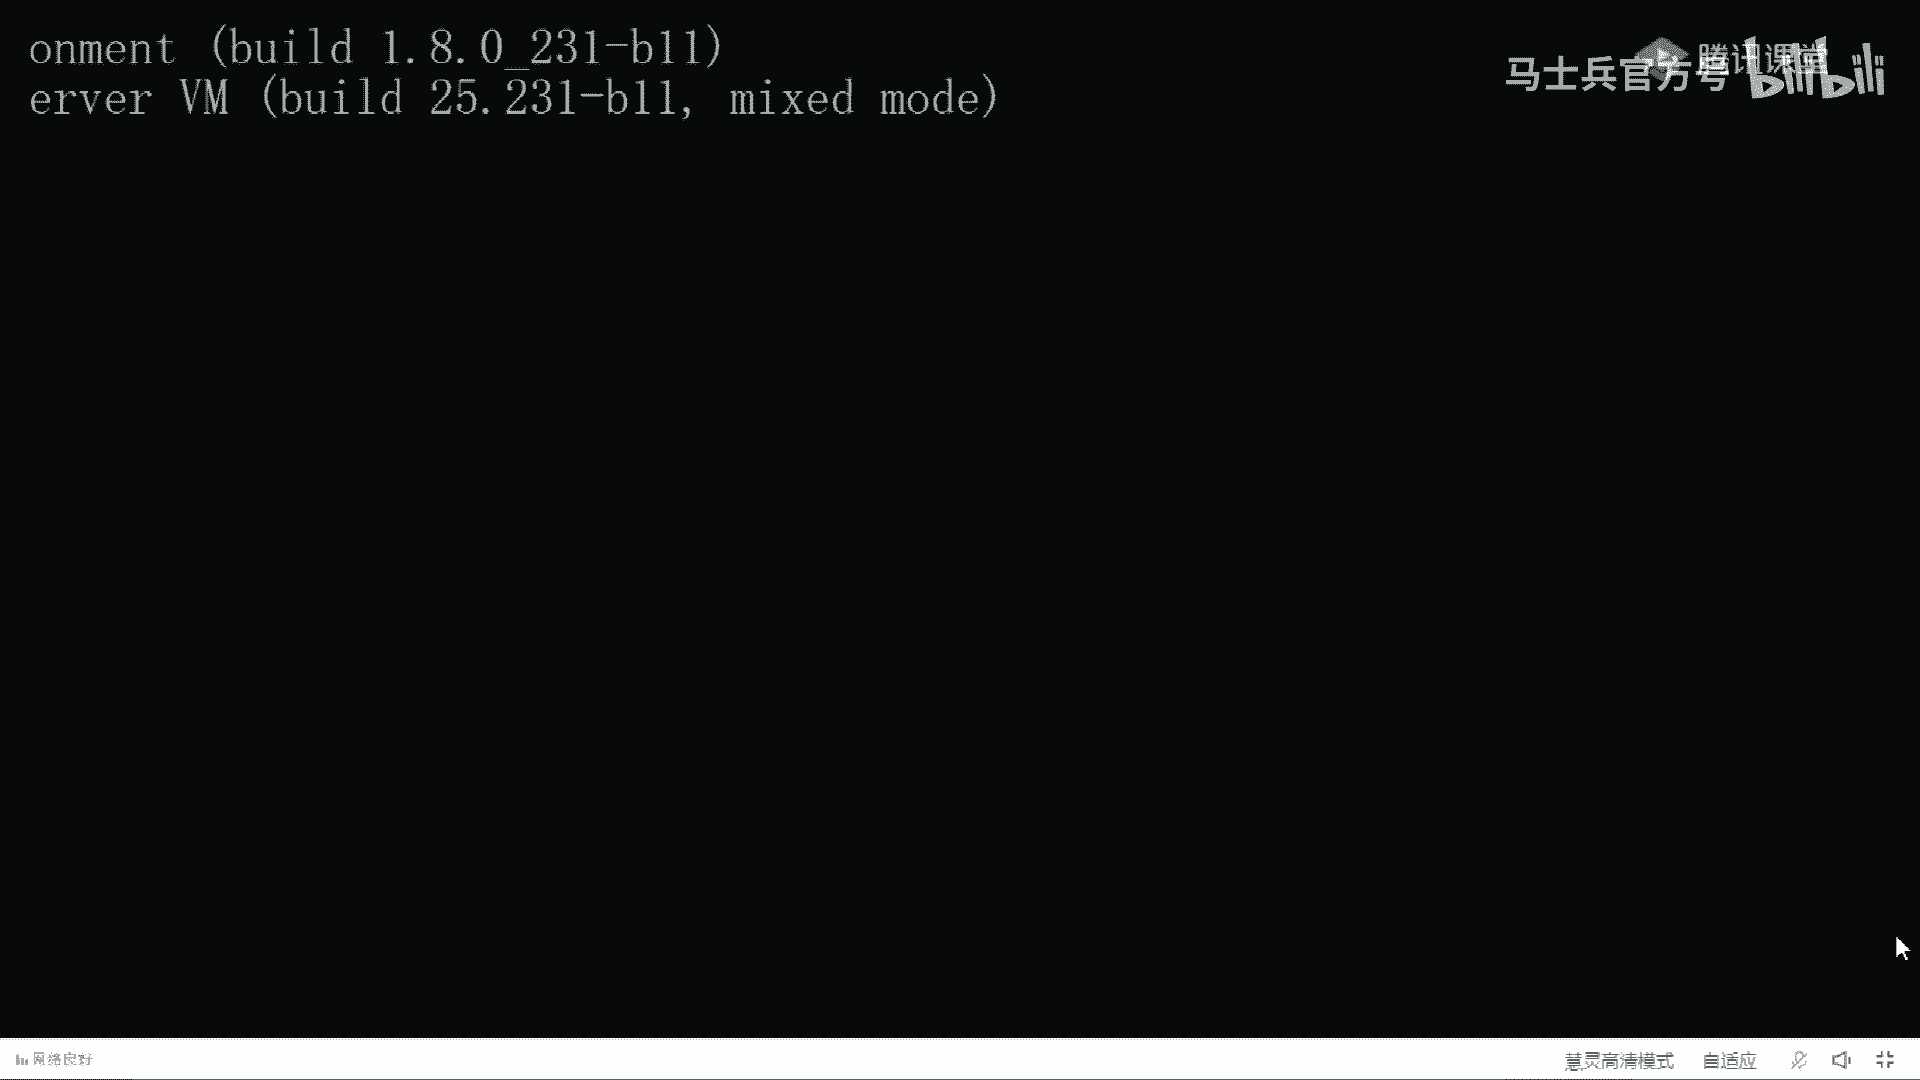 onment (build 1.8.0_231-b11)
erver VM (build 25.231-b11, mixed mode)
马士兵官方号 bilibili
腾讯课堂
网络良好
慧灵高清模式 自适应